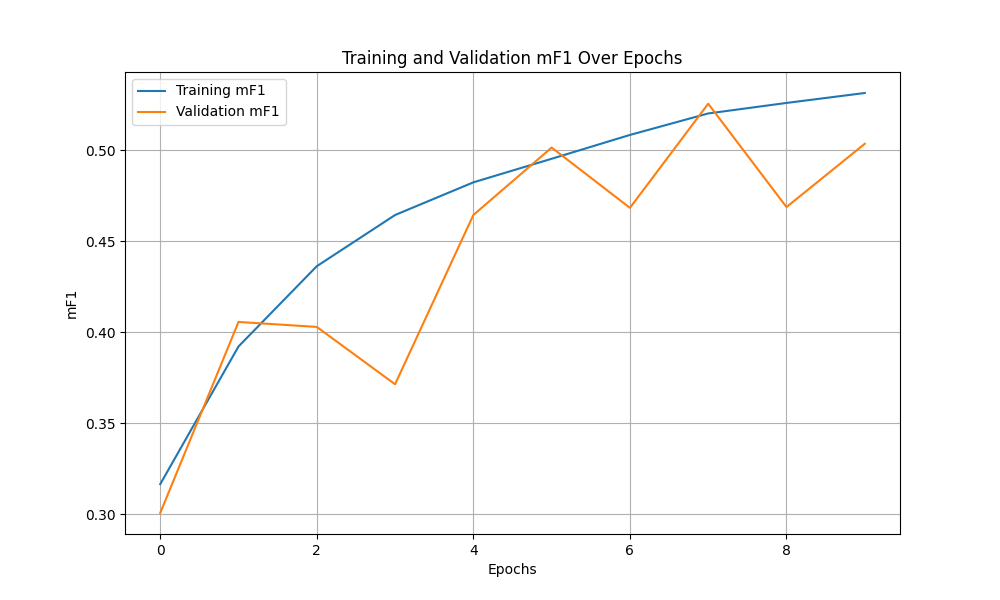 Training and Validation mF1 Over Epochs
Training mF1
Validation mF1
mF1
0.50
0.45
0.40
0.35
0.30
0 2 4 6 8
Epochs